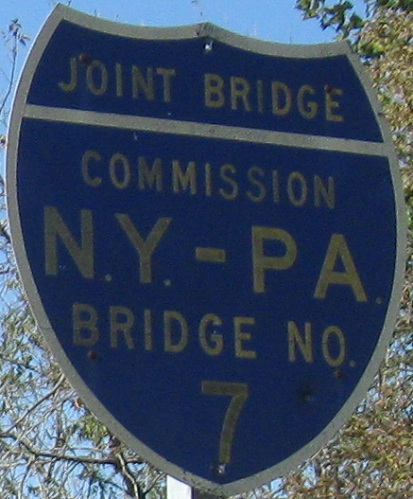 JOINT BRIDGE
COMMISSION
N.Y.-PA.
BRIDGE NO.
7